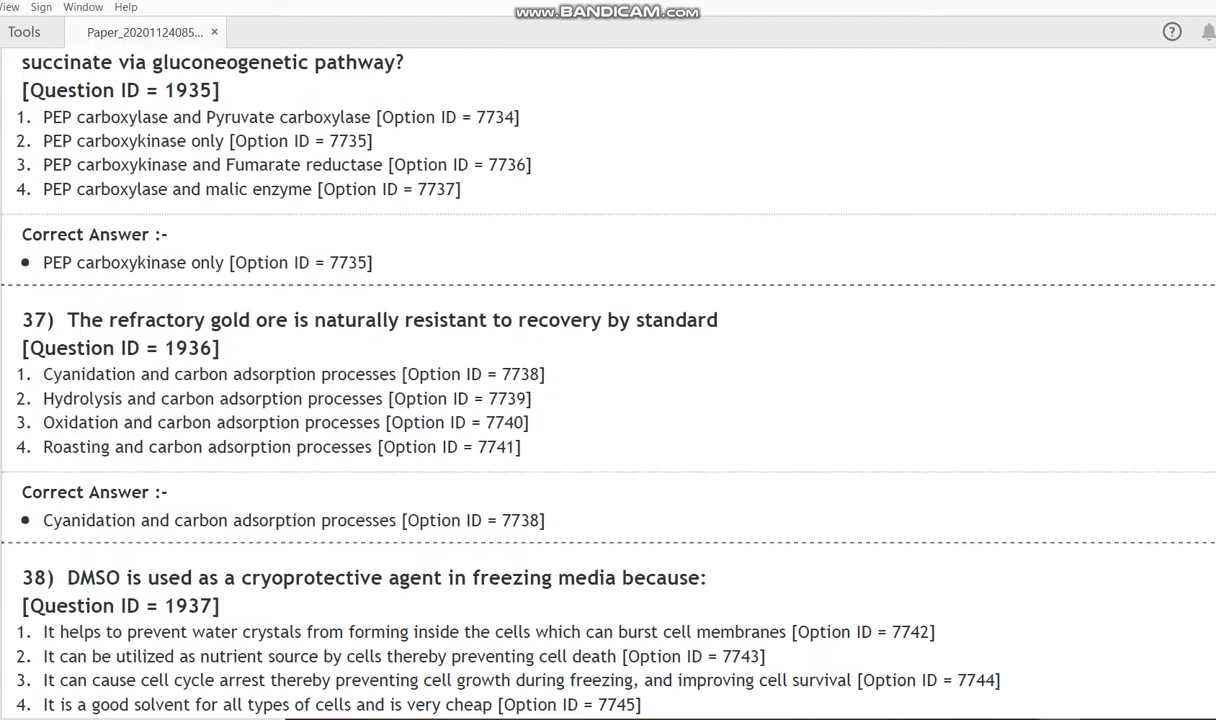 View Sign Window Help
www.BANDICAM.com
Tools Paper_20201124085... ×
?
succinate via gluconeogenetic pathway?
[Question ID = 1935]
1. PEP carboxylase and Pyruvate carboxylase [Option ID = 7734]
2. PEP carboxykinase only [Option ID = 7735]
3. PEP carboxykinase and Fumarate reductase [Option ID = 7736]
4. PEP carboxylase and malic enzyme [Option ID = 7737]
Correct Answer :-
• PEP carboxykinase only [Option ID = 7735]
37) The refractory gold ore is naturally resistant to recovery by standard
[Question ID = 1936]
1. Cyanidation and carbon adsorption processes [Option ID = 7738]
2. Hydrolysis and carbon adsorption processes [Option ID = 7739]
3. Oxidation and carbon adsorption processes [Option ID = 7740]
4. Roasting and carbon adsorption processes [Option ID = 7741]
Correct Answer :-
• Cyanidation and carbon adsorption processes [Option ID = 7738]
38) DMSO is used as a cryoprotective agent in freezing media because:
[Question ID = 1937]
1. It helps to prevent water crystals from forming inside the cells which can burst cell membranes [Option ID = 7742]
2. It can be utilized as nutrient source by cells thereby preventing cell death [Option ID = 7743]
3. It can cause cell cycle arrest thereby preventing cell growth during freezing, and improving cell survival [Option ID = 7744]
4. It is a good solvent for all types of cells and is very cheap [Option ID = 7745]